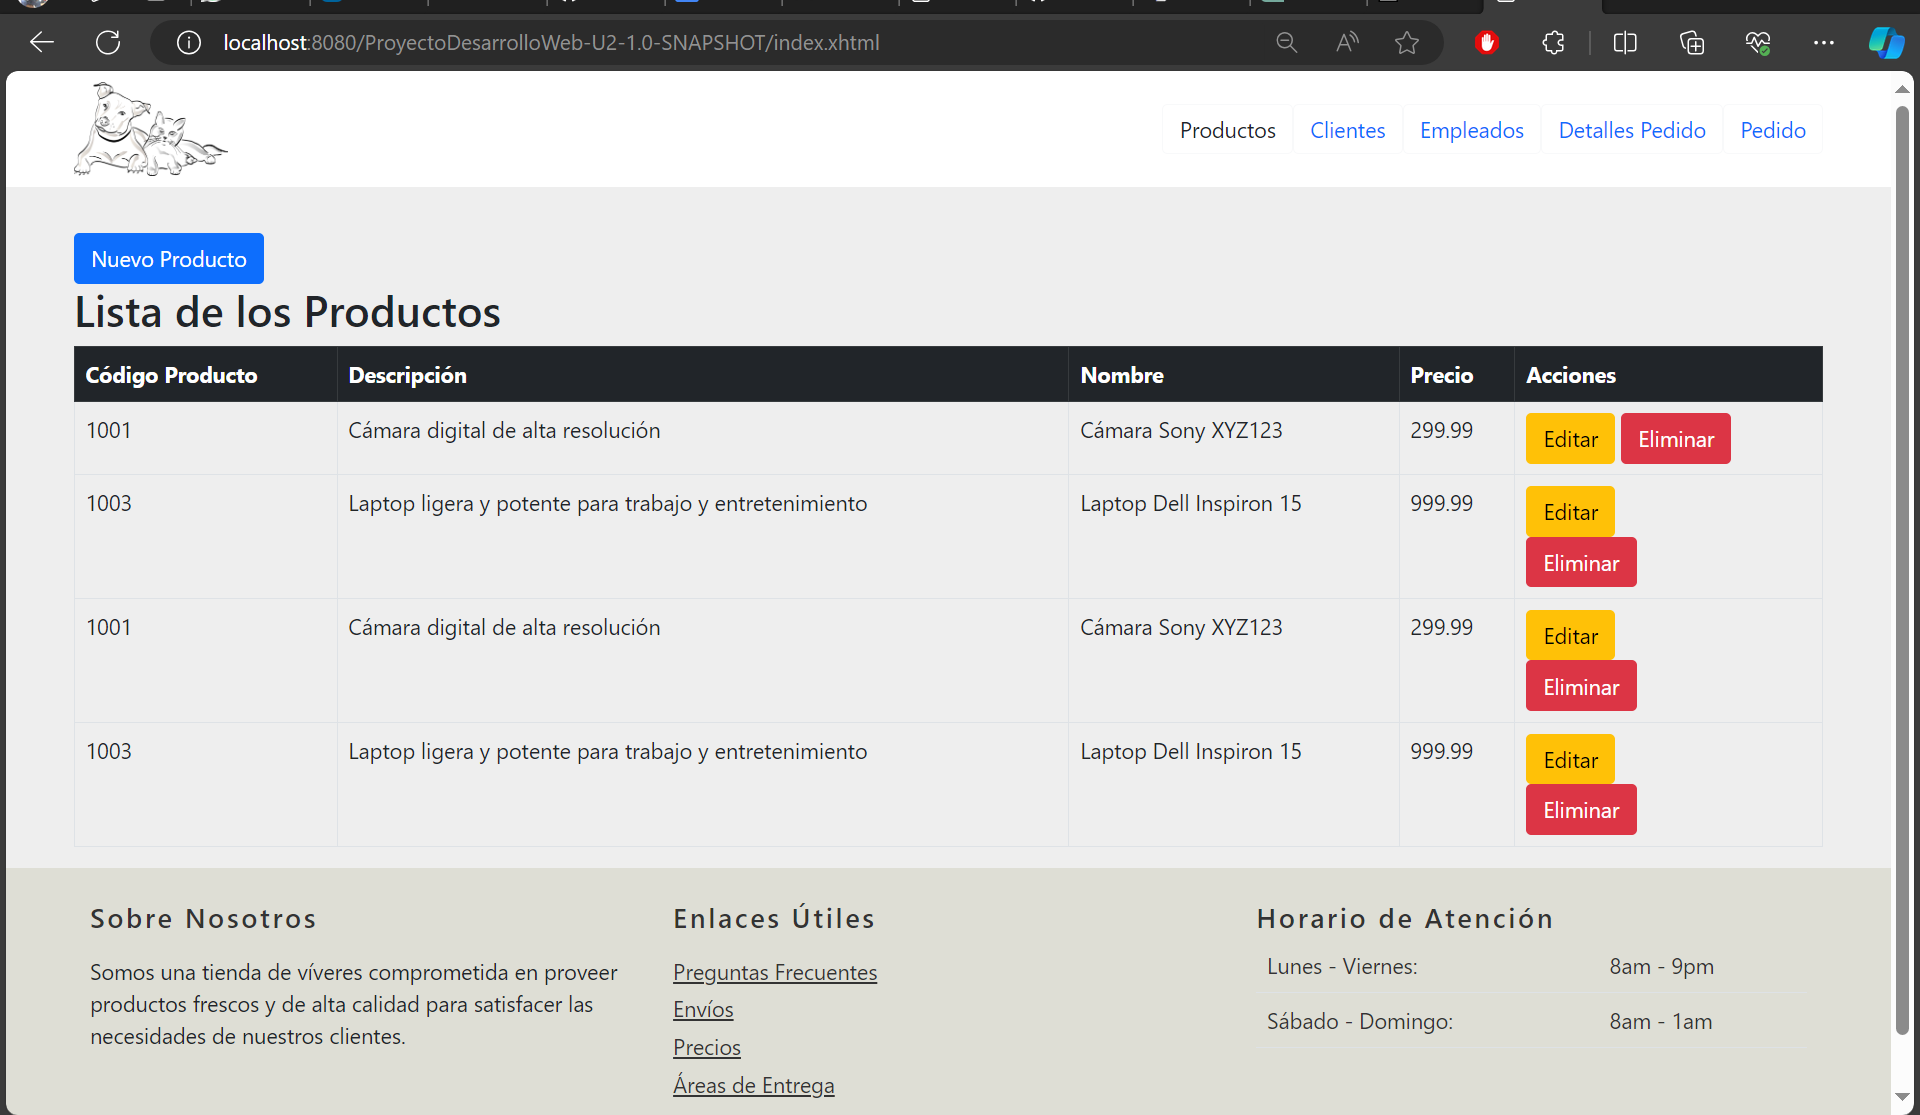 localhost:8080/ProyectoDesarrolloWeb-U2-1.0-SNAPSHOT/index.xhtml
Productos Clientes Empleados Detalles Pedido Pedido
Nuevo Producto
Lista de los Productos
Código Producto Descripción Nombre Precio Acciones
1001 Cámara digital de alta resolución Cámara Sony XYZ123 299.99 Editar Eliminar
1003 Laptop ligera y potente para trabajo y entretenimiento Laptop Dell Inspiron 15 999.99 Editar
Eliminar
1001 Cámara digital de alta resolución Cámara Sony XYZ123 299.99 Editar
Eliminar
1003 Laptop ligera y potente para trabajo y entretenimiento Laptop Dell Inspiron 15 999.99 Editar
Eliminar
Sobre Nosotros
Somos una tienda de víveres comprometida en proveer
productos frescos y de alta calidad para satisfacer las
necesidades de nuestros clientes.
Enlaces Útiles
Preguntas Frecuentes
Envíos
Precios
Áreas de Entrega
Horario de Atención
Lunes - Viernes: 8am - 9pm
Sábado - Domingo: 8am - 1am